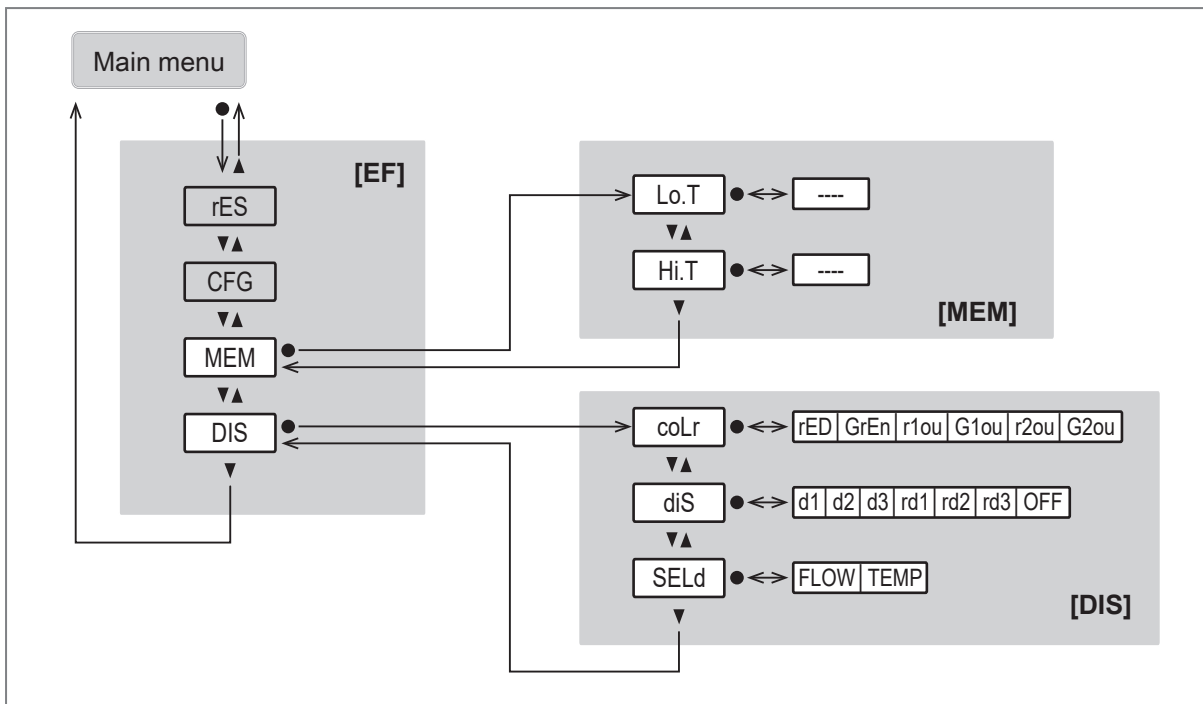 Main menu
[EF]
rES
CFG
MEM
DIS
Lo.T ----
Hi.T ----
[MEM]
coLr rED GrEn r1ou G1ou r2ou G2ou
diS d1 d2 d3 rd1 rd2 rd3 OFF
SELd FLOW TEMP
[DIS]